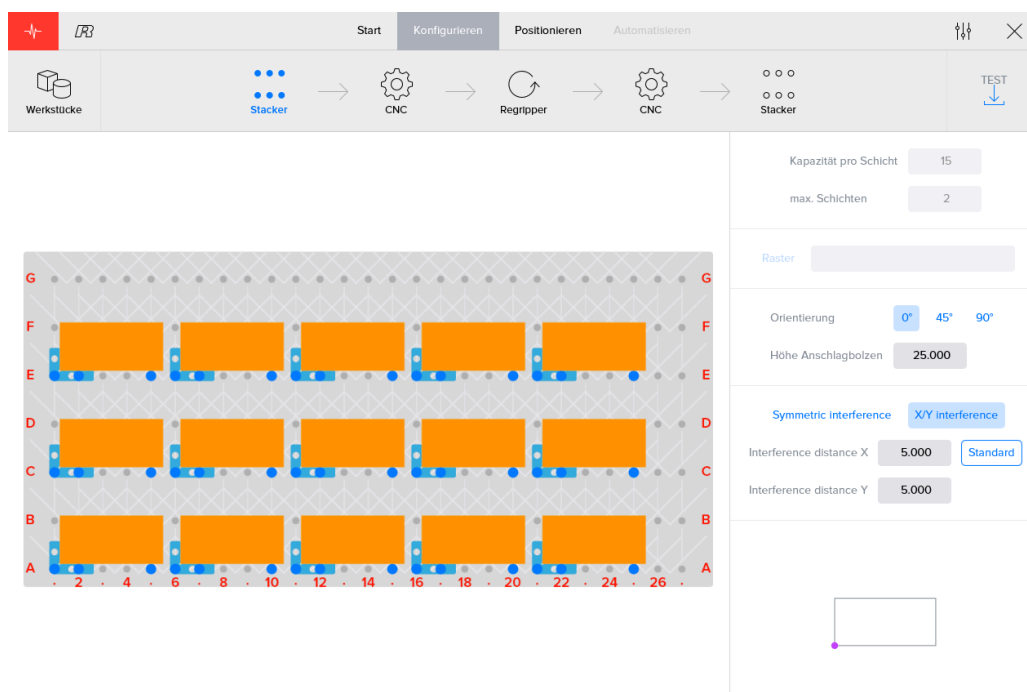 Start Konfigurieren Positionieren Automatisieren
Werkstücke Stacker CNC Regripper CNC Stacker TEST
Kapazität pro Schicht 15
max. Schichten 2
Raster
Orientierung 0° 45° 90°
Höhe Anschlagbolzen 25.000
Symmetric interference X/Y interference
Interference distance X 5.000 Standard
Interference distance Y 5.000
G G
F F
E E
D D
C C
B B
A A
· 2 · 4 · 6 · 8 · 10 · 12 · 14 · 16 · 18 · 20 · 22 · 24 · 26 ·